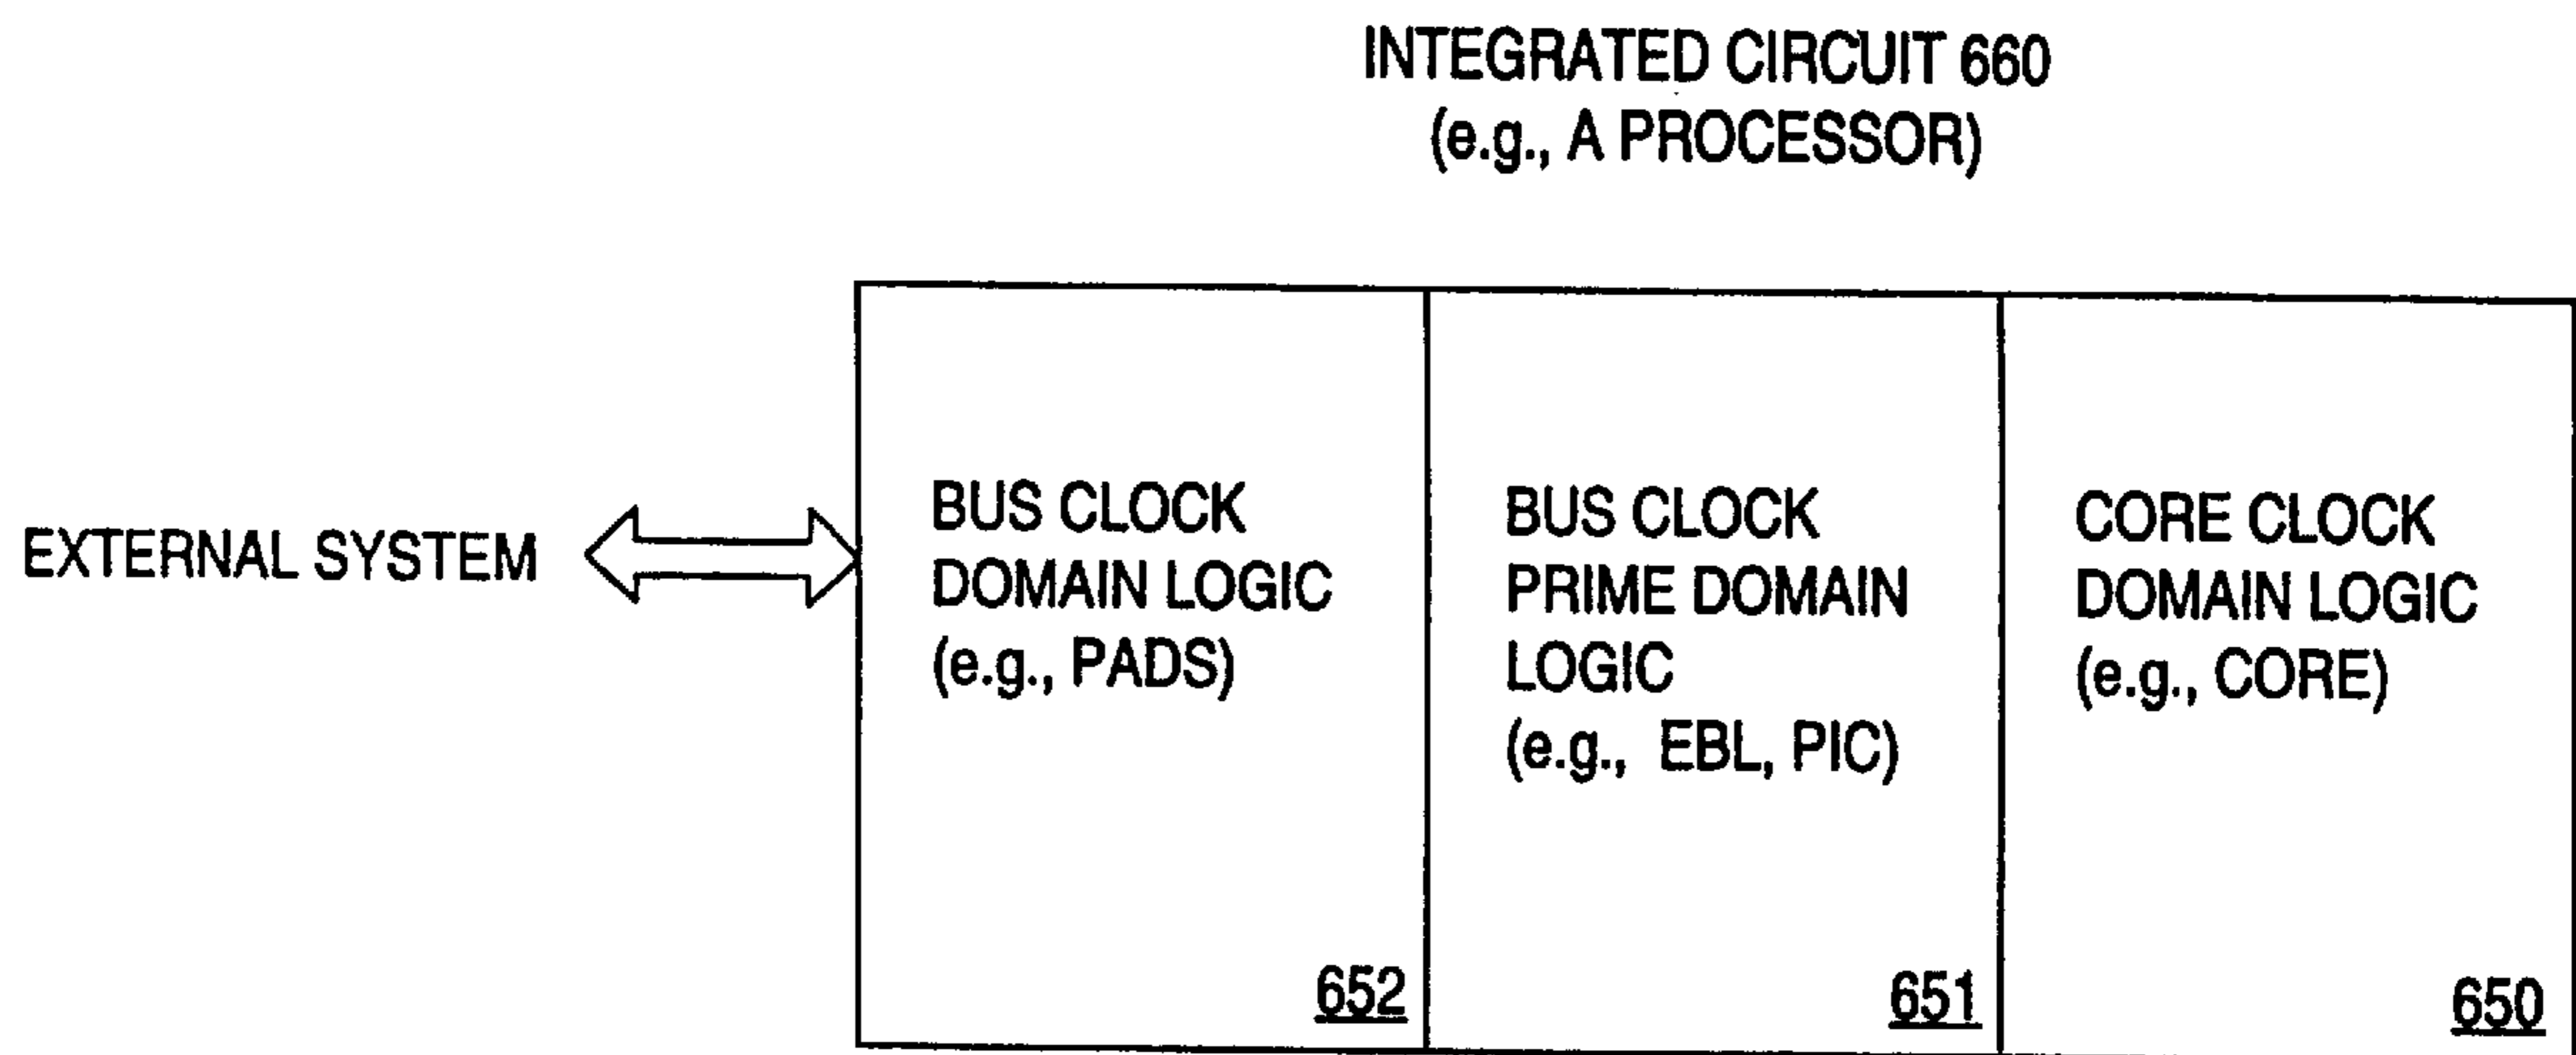 INTEGRATED CIRCUIT 660
(e.g., A PROCESSOR)
EXTERNAL SYSTEM
BUS CLOCK
DOMAIN LOGIC
(e.g., PADS)
652
BUS CLOCK
PRIME DOMAIN
LOGIC
(e.g., EBL, PIC)
651
CORE CLOCK
DOMAIN LOGIC
(e.g., CORE)
650